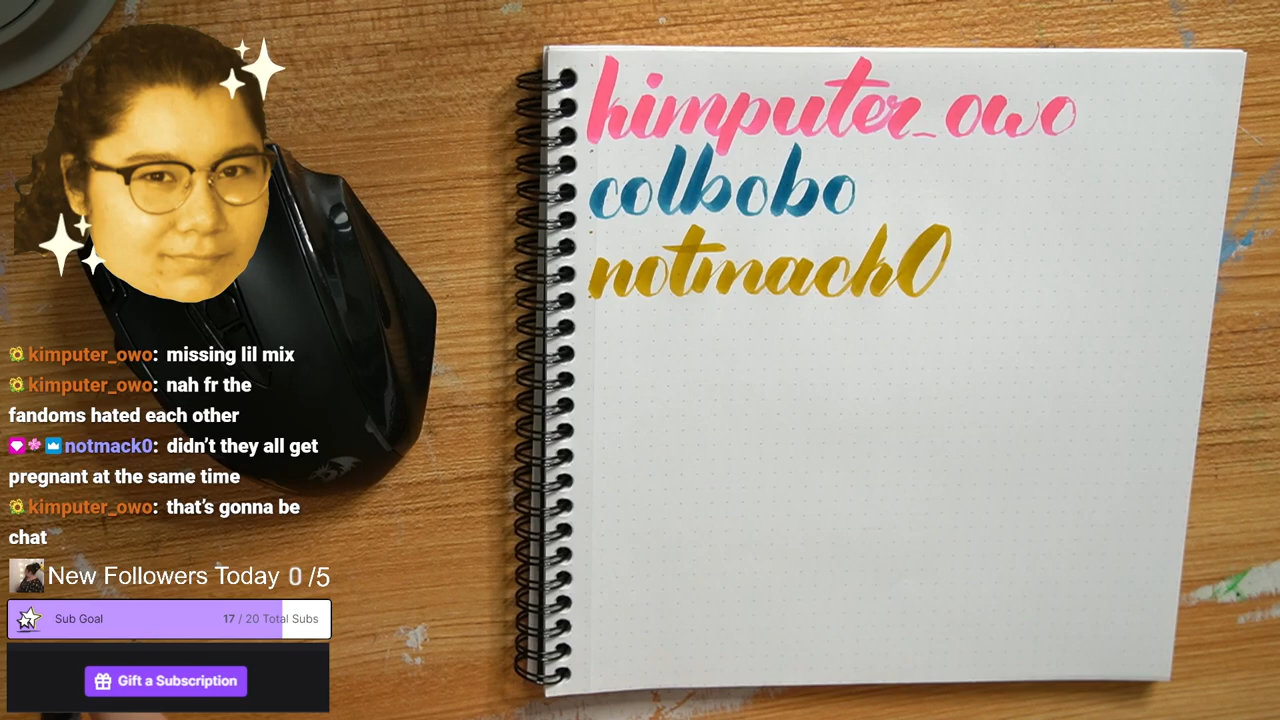 kimputer_owo
colbobo
notmack0
kimputer_owo: missing lil mix
kimputer_owo: nah fr the
fandoms hated each other
notmack0: didn’t they all get
pregnant at the same time
kimputer_owo: that’s gonna be
chat
New Followers Today 0 /5
Sub Goal 17 / 20 Total Subs
Gift a Subscription